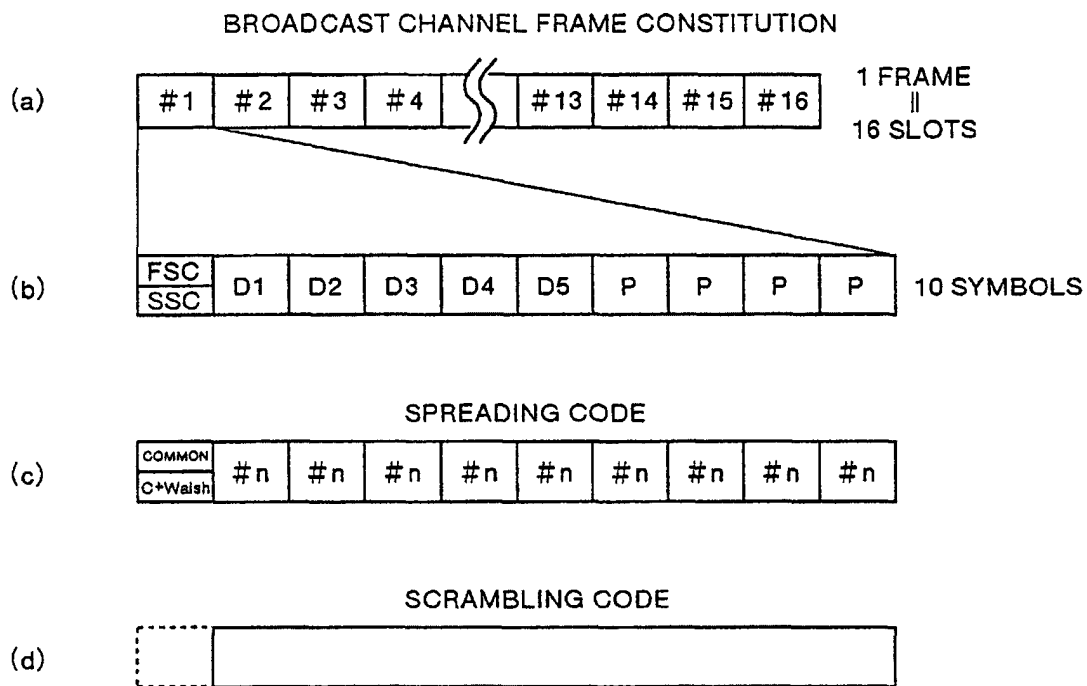 BROADCAST CHANNEL FRAME CONSTITUTION
(a) #1 #2 #3 #4 #13 #14 #15 #16 1 FRAME
||
16 SLOTS
(b) FSC SSC D1 D2 D3 D4 D5 P P P P 10 SYMBOLS
SPREADING CODE
(c) COMMON C+Walsh #n #n #n #n #n #n #n #n #n
SCRAMBLING CODE
(d)